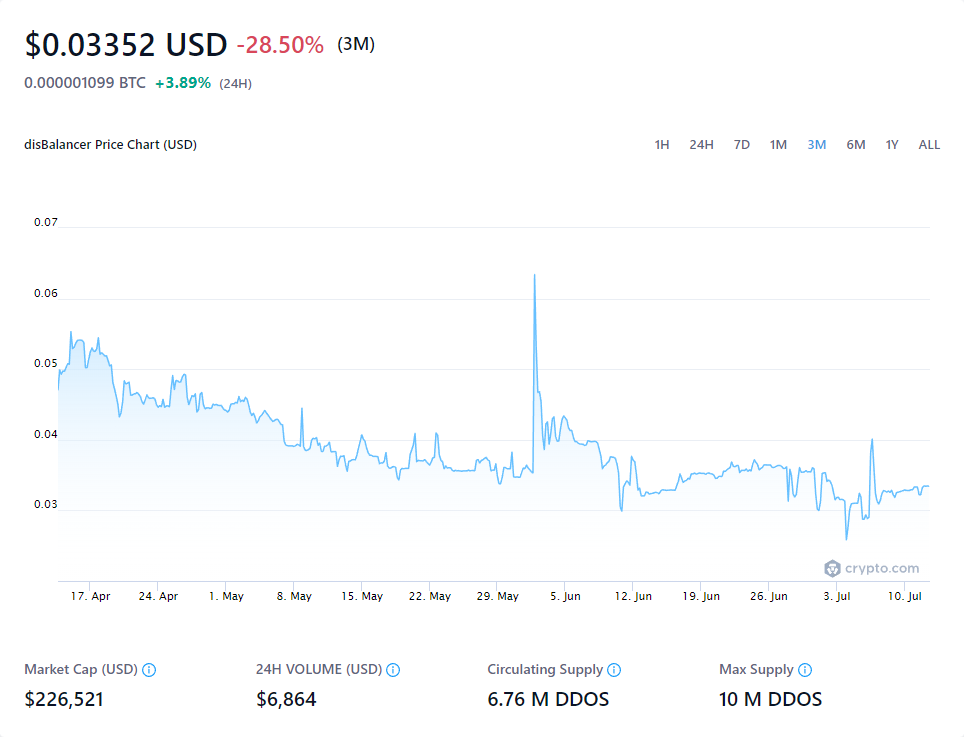 $0.03352 USD -28.50% (3M)
0.000001099 BTC +3.89% (24H)
disBalancer Price Chart (USD) 1H 24H 7D 1M 3M 6M 1Y ALL
0.07
0.06
0.05
0.04
0.03
crypto.com
17. Apr 24. Apr 1. May 8. May 15. May 22. May 29. May 5. Jun 12. Jun 19. Jun 26. Jun 3. Jul 10. Jul
Market Cap (USD) 24H VOLUME (USD) Circulating Supply Max Supply
$226,521 $6,864 6.76 M DDOS 10 M DDOS